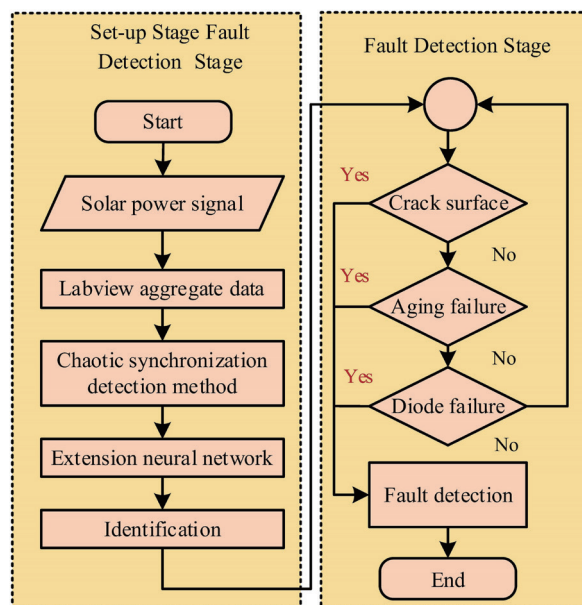 Set-up Stage Fault
Detection Stage
Start
Solar power signal
Labview aggregate data
Chaotic synchronization
detection method
Extension neural network
Identification
Fault Detection Stage
Yes
Crack surface
No
Yes
Aging failure
No
Yes
Diode failure
No
Fault detection
End